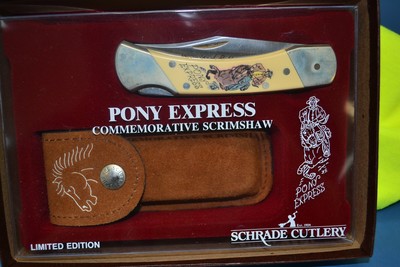 PONY EXPRESS
COMMEMORATIVE SCRIMSHAW
PONY
EXPRESS
LIMITED EDITION
SCHRADE CUTLERY